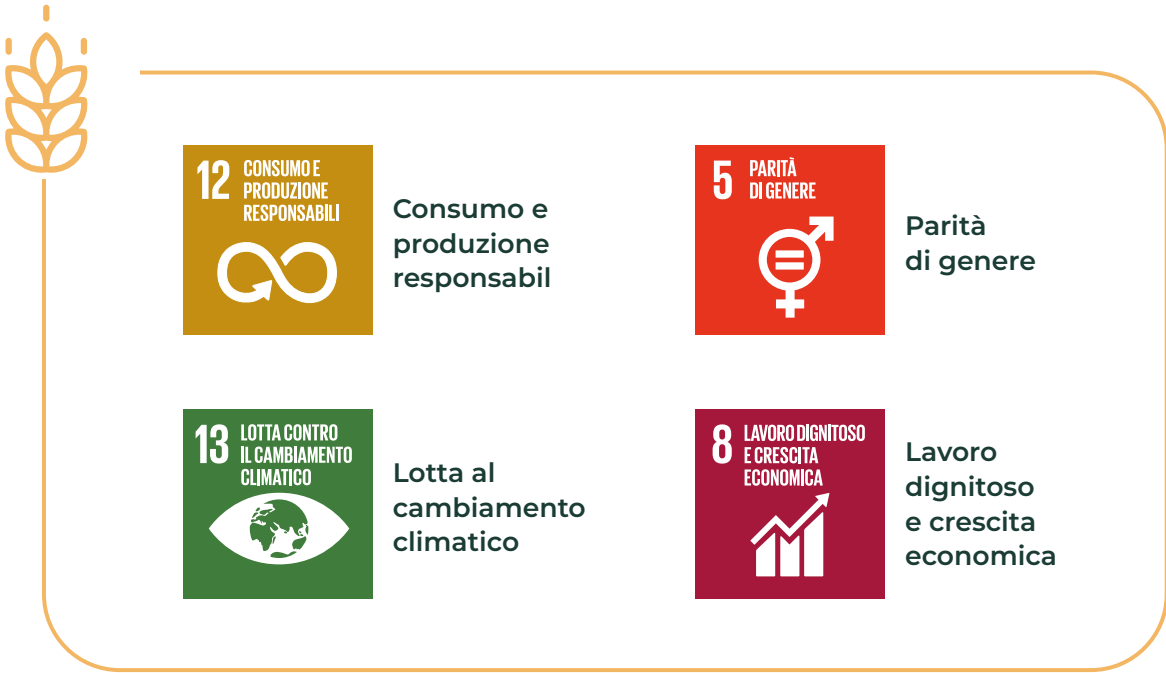 12 CONSUMO E
PRODUZIONE
RESPONSABILI
Consumo e
produzione
responsabil
5 PARITÀ
DI GENERE
Parità
di genere
13 LOTTA CONTRO
IL CAMBIAMENTO
CLIMATICO
Lotta al
cambiamento
climatico
8 LAVORO DIGNITOSO
E CRESCITA
ECONOMICA
Lavoro
dignitoso
e crescita
economica